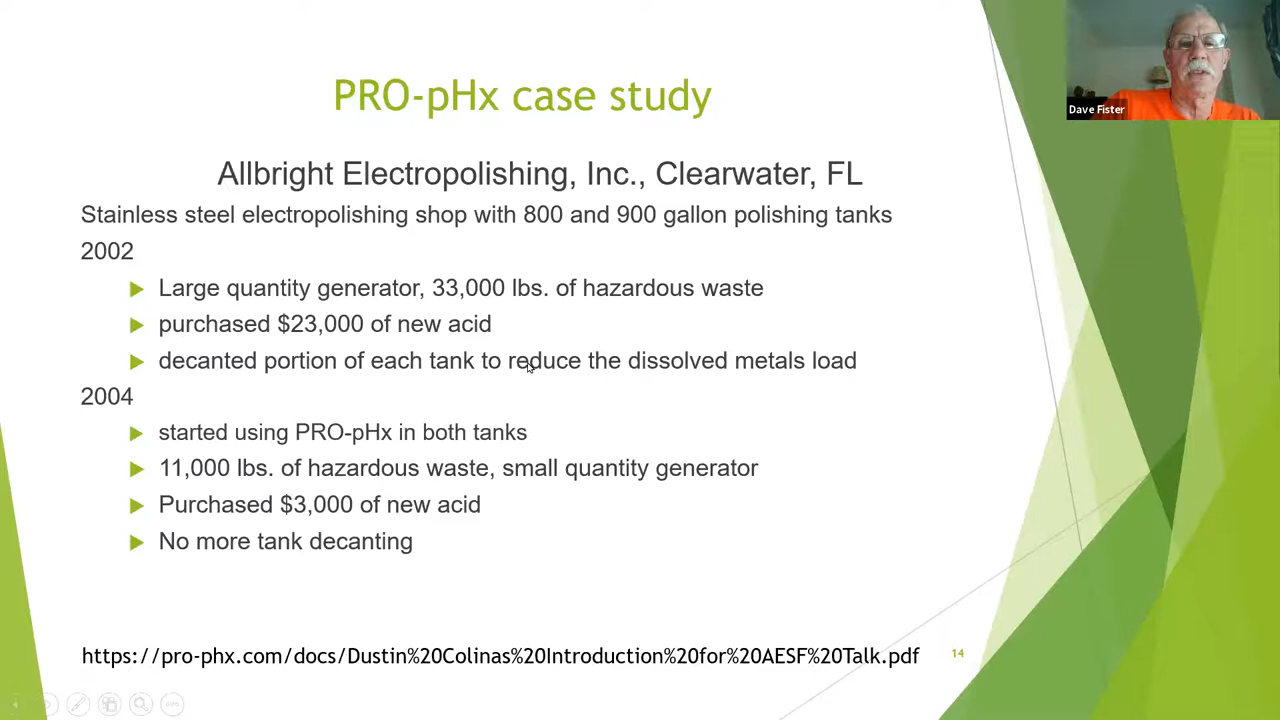 PRO-pHx case study
Dave Fister
Allbright Electropolishing, Inc., Clearwater, FL
Stainless steel electropolishing shop with 800 and 900 gallon polishing tanks
2002
Large quantity generator, 33,000 lbs. of hazardous waste
purchased $23,000 of new acid
decanted portion of each tank to reduce the dissolved metals load
2004
started using PRO-pHx in both tanks
11,000 lbs. of hazardous waste, small quantity generator
Purchased $3,000 of new acid
No more tank decanting
https://pro-phx.com/docs/Dustin%20Colinas%20Introduction%20for%20AESF%20Talk.pdf
14